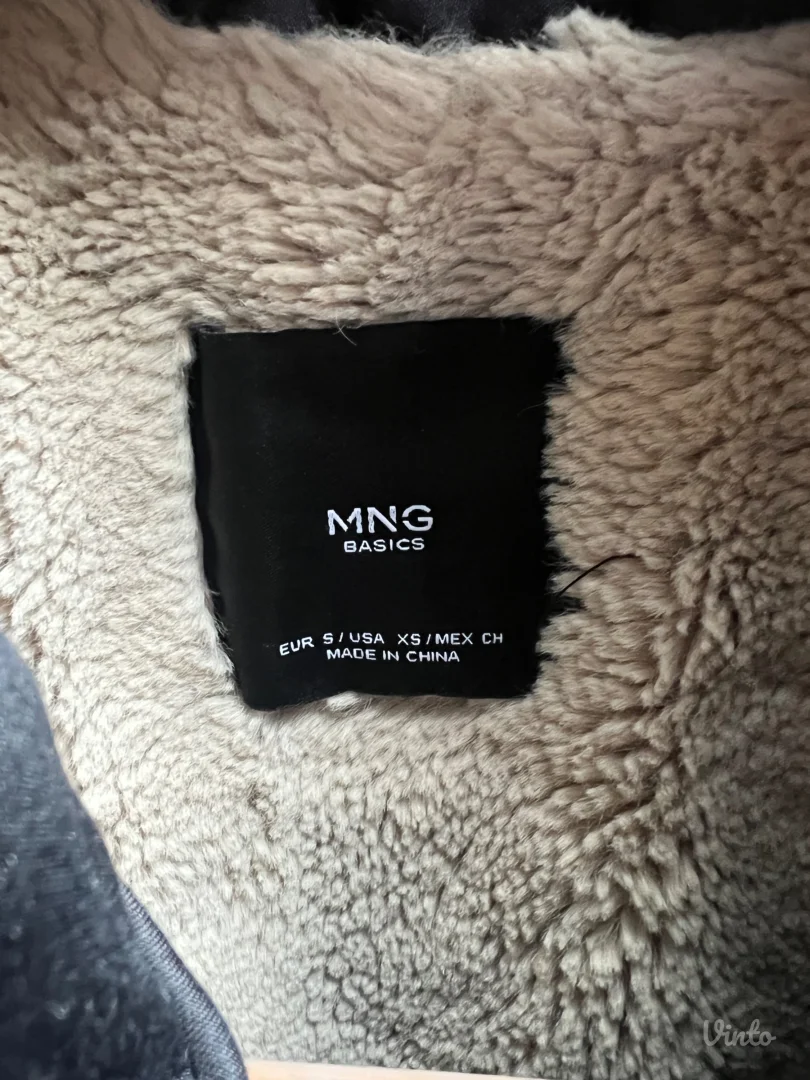 MNG
BASICS
EUR S / USA XS / MEX CH
MADE IN CHINA
Vinto